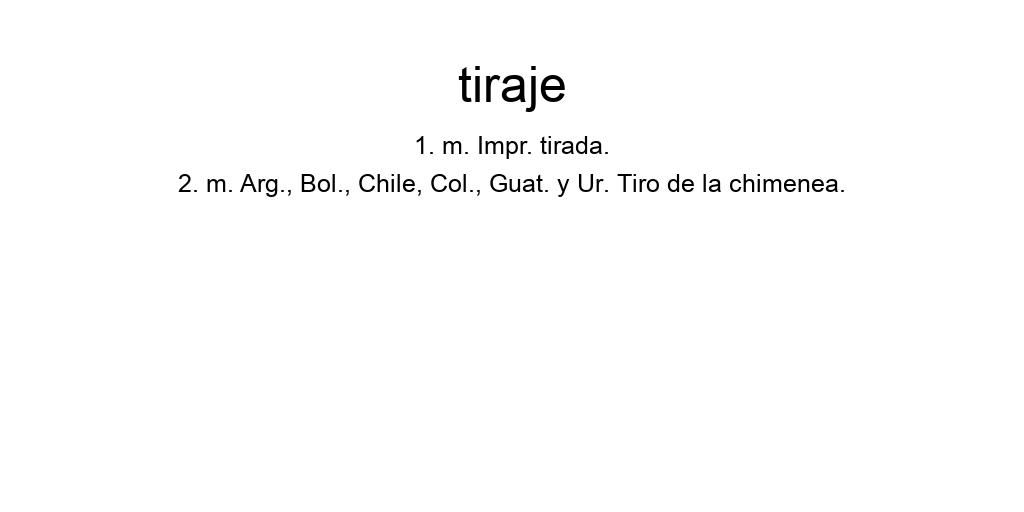 tiraje
1. m. Impr. tirada.
2. m. Arg., Bol., Chile, Col., Guat. y Ur. Tiro de la chimenea.